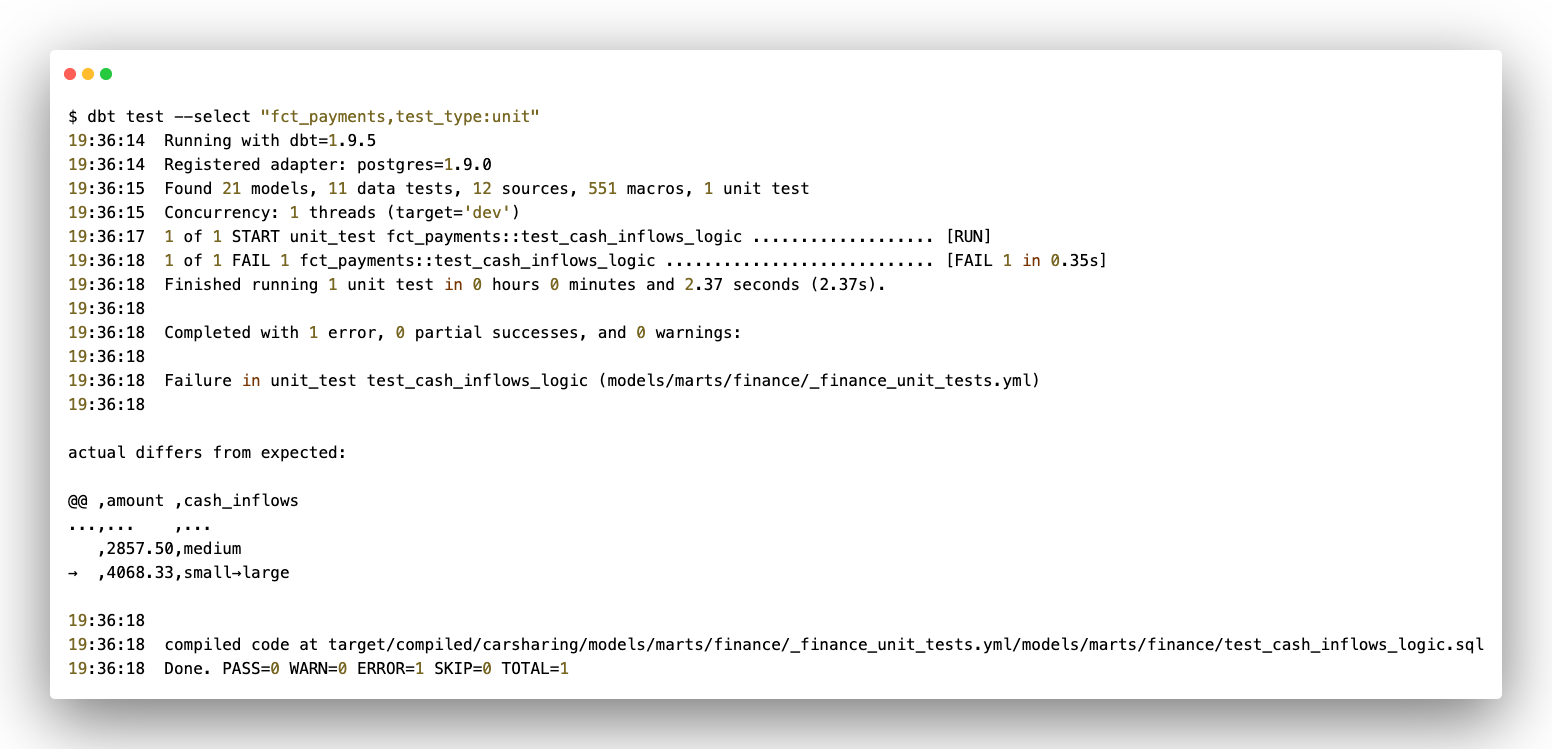 $ dbt test --select "fct_payments,test_type:unit"
19:36:14  Running with dbt=1.9.5
19:36:14  Registered adapter: postgres=1.9.0
19:36:15  Found 21 models, 11 data tests, 12 sources, 551 macros, 1 unit test
19:36:15  Concurrency: 1 threads (target='dev')
19:36:17  1 of 1 START unit_test fct_payments::test_cash_inflows_logic ................... [RUN]
19:36:18  1 of 1 FAIL 1 fct_payments::test_cash_inflows_logic ............................ [FAIL 1 in 0.35s]
19:36:18  Finished running 1 unit test in 0 hours 0 minutes and 2.37 seconds (2.37s).
19:36:18
19:36:18  Completed with 1 error, 0 partial successes, and 0 warnings:
19:36:18
19:36:18  Failure in unit_test test_cash_inflows_logic (models/marts/finance/_finance_unit_tests.yml)
19:36:18
actual differs from expected:
@@ ,amount ,cash_inflows
...,...    ,...
   ,2857.50,medium
→  ,4068.33,small→large
19:36:18
19:36:18  compiled code at target/compiled/carsharing/models/marts/finance/_finance_unit_tests.yml/models/marts/finance/test_cash_inflows_logic.sql
19:36:18  Done. PASS=0 WARN=0 ERROR=1 SKIP=0 TOTAL=1